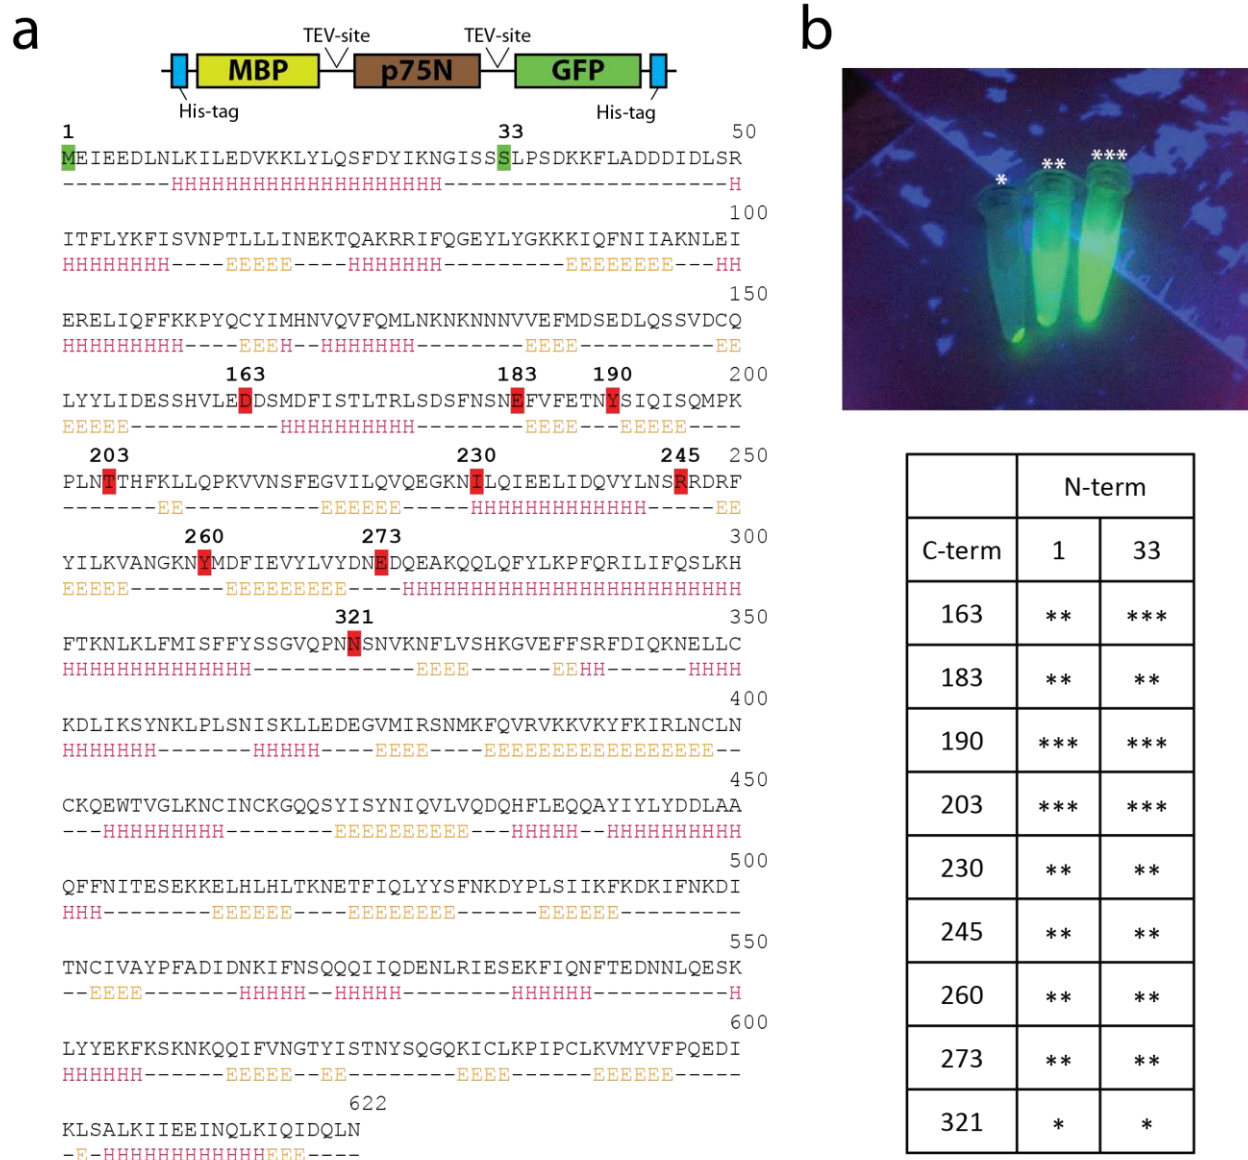 a
TEV-site TEV-site
MBP p75N GFP
His-tag His-tag
1 33 50
MEIEEDLNLKILEDVKKLYLQSFDYIKNGISSSLPSDKKFLADDDIDLSR
--------HHHHHHHHHHHHHHHHHHHH---------------------H
100
ITFLYKFISVNPTLLLINEKTQAKRRIFQGEYLYGKKKIQFNIIAKNLEI
HHHHHHHH----EEEEE----HHHHHHH---------EEEEEEEE---HH
150
ERELIQFFKKPYQCYIMHNVQVFQMLNKNKNNNVVEFMDSEDLQSSVDCQ
HHHHHHHHH----EEEH--HHHHHHH--------EEEE----------EE
163 183 190 200
LYYLIDESSHVLEDDSMDFISTLTRLSDSFNSNEFVFETNYSIQISQMPK
EEEEE-----------HHHHHHHHHH--------EEEE---EEEEE----
203 230 245 250
PLNTTHFKLLQPKVVNSFEGVILQVQEGKNILQIEELIDQVYLNSRRDRF
-------EE----------EEEEEE-----HHHHHHHHHHHHH-----EE
260 273 300
YILKVANGKNYMDFIEVYLVYDNEDQEAKQQLQFYLKPFQRILIFQSLKH
EEEEE-------EEEEEEEEE----HHHHHHHHHHHHHHHHHHHHHHHHH
321 350
FTKNLKLFMISFFYSSGVQPNNSNVKNFLVSHKGVEFFSRFDIQKNELLC
HHHHHHHHHHHHHH------------EEEE------EEHH------HHHH
400
KDLIKSYNKLPLSNISKLLEDEGVMIRSNMKFQVRVKKVKYFKIRLNCLN
HHHHHHH-------HHHHH----EEEE----EEEEEEEEEEEEEEEEE--
450
CKQEWTVGLKNCINCKGQQSYISYNIQVLVQDQHFLEQQAYIYLYDDLAA
---HHHHHHHHH--------EEEEEEEEEE---HHHHH--HHHHHHHHHH
500
QFFNITESEKKELHLHLTKNETFIQLYYSFNKDYPLSIIKFKDKIFNKDI
HHH--------EEEEEE----EEEEEEEE------EEEEEE---------
550
TNCIVAYPFADIDNKIFNSQQQIIQDENLRIESEKFIQNFTEDNNLQESK
--EEEE-------HHHHH--HHHHH--------HHHHHH----------H
600
LYYEKFKSKNKQQIFVNGTYISTNYSQGQKICLKPIPCLKVMYVFPQEDI
HHHHHH------EEEEE--EE--------EEEE------EEEEEE-----
622
KLSALKIIEEINQLKIQIDQLN
-E-HHHHHHHHHHHHEEE----
b
* ** ***
N-term
C-term 1 33
163 ** ***
183 ** **
190 *** ***
203 *** ***
230 ** **
245 ** **
260 ** **
273 ** **
321 * *